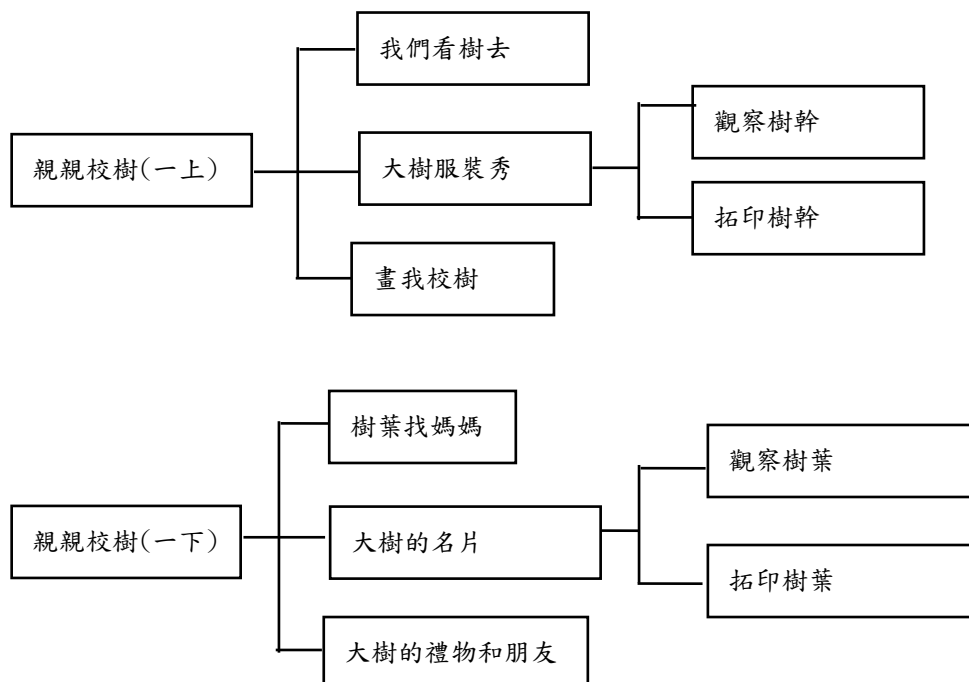 我們看樹去
親親校樹(一上)
大樹服裝秀
畫我校樹
觀察樹幹
拓印樹幹
親親校樹(一下)
樹葉找媽媽
大樹的名片
大樹的禮物和朋友
觀察樹葉
拓印樹葉